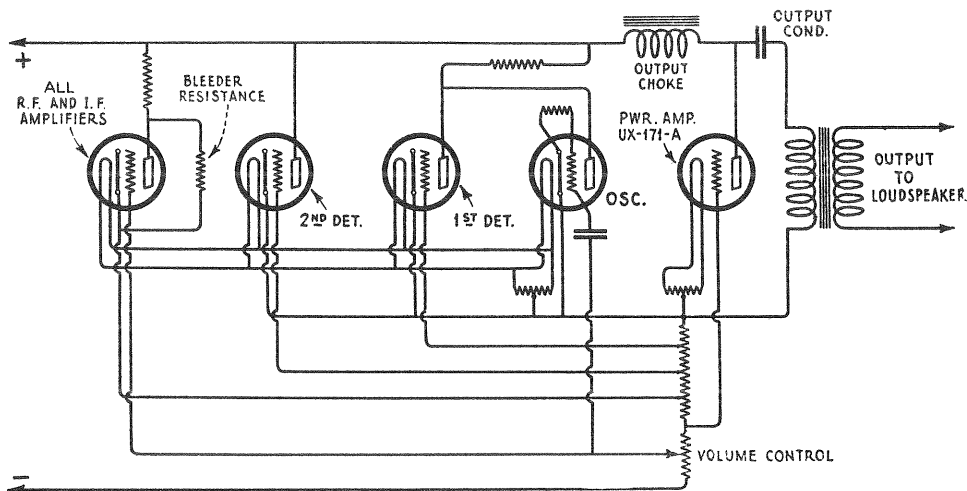 OUTPUT
COND.
+
OUTPUT
CHOKE
ALL
R.F. AND I.F.
AMPLIFIERS
BLEEDER
RESISTANCE
PWR. AMP.
UX-171-A
OUTPUT
TO
LOUDSPEAKER.
2ND DET.
1ST DET.
OSC.
VOLUME CONTROL
−